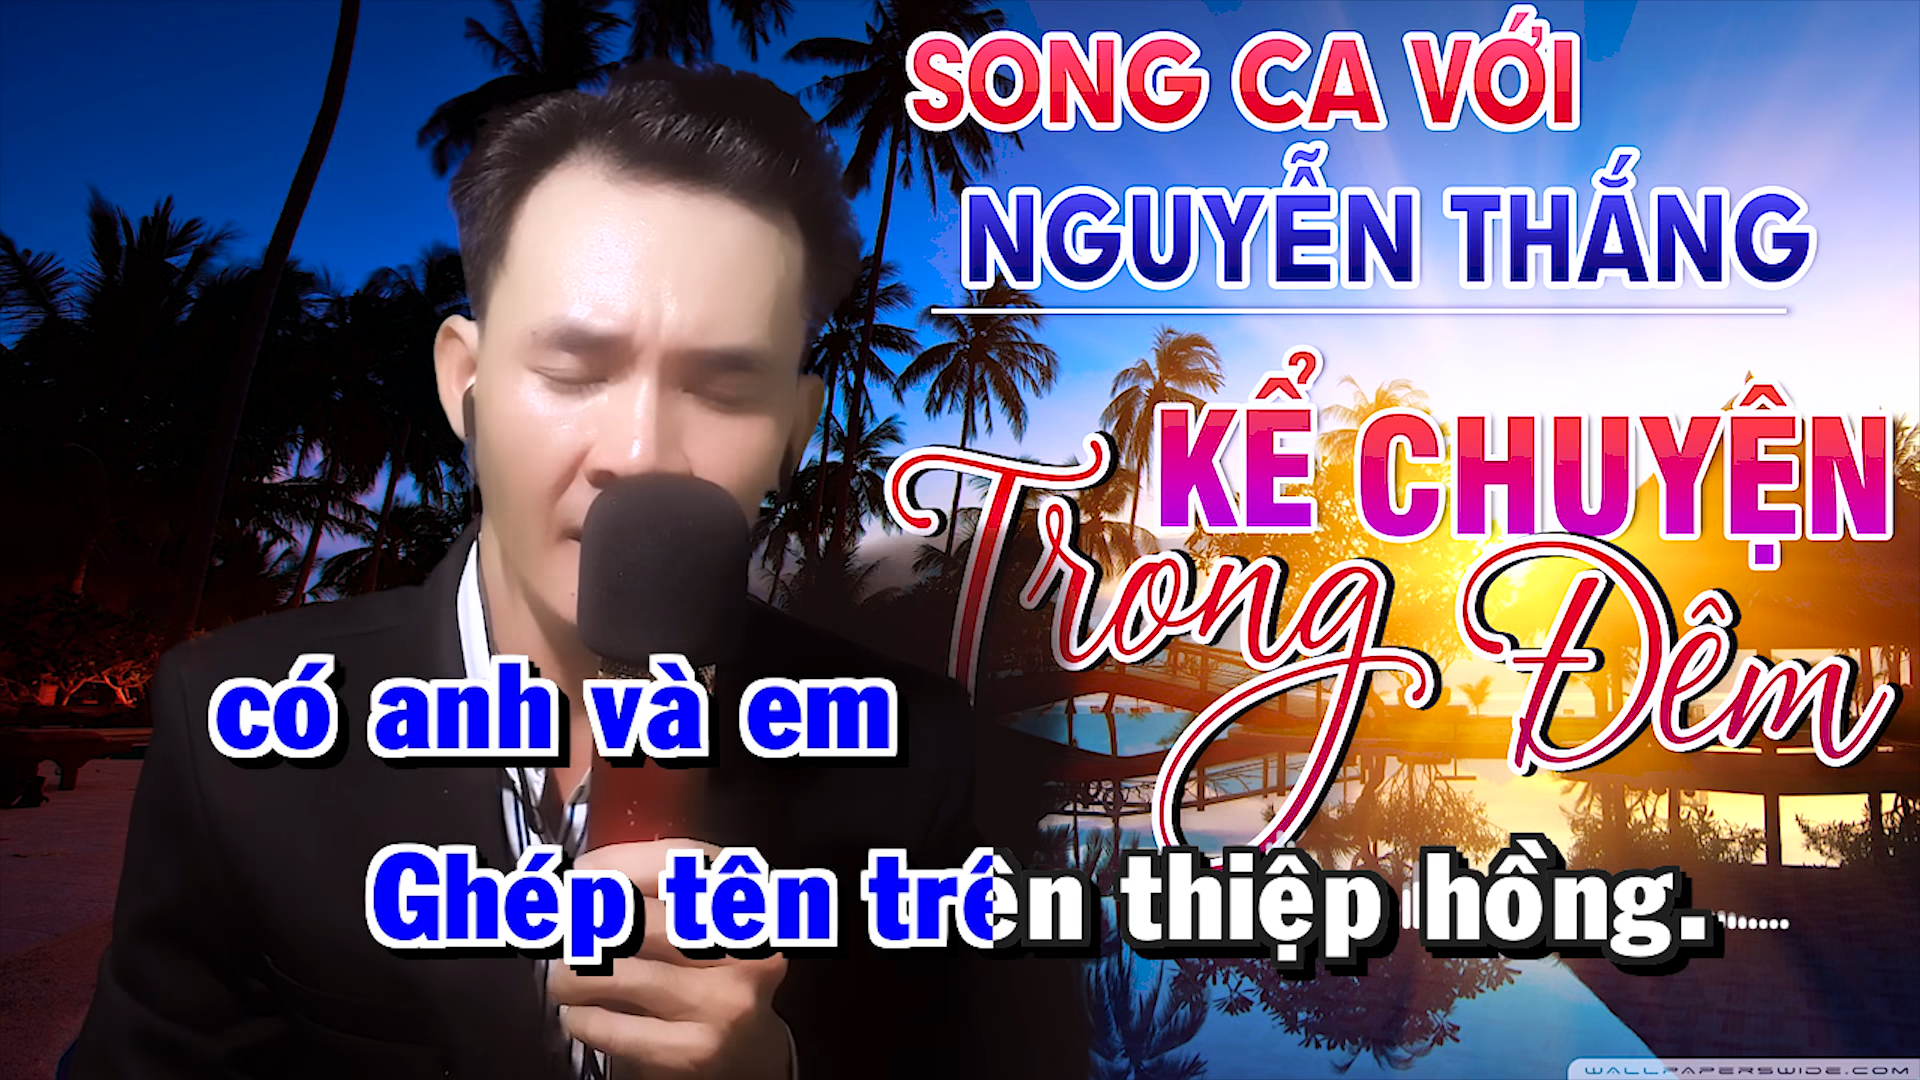 SONG CA VỚI
NGUYỄN THẮNG
KỂ CHUYỆN
Trong Đêm
có anh và em
Ghép tên trên thiệp hồng.
WALLPAPERSWIDE.COM